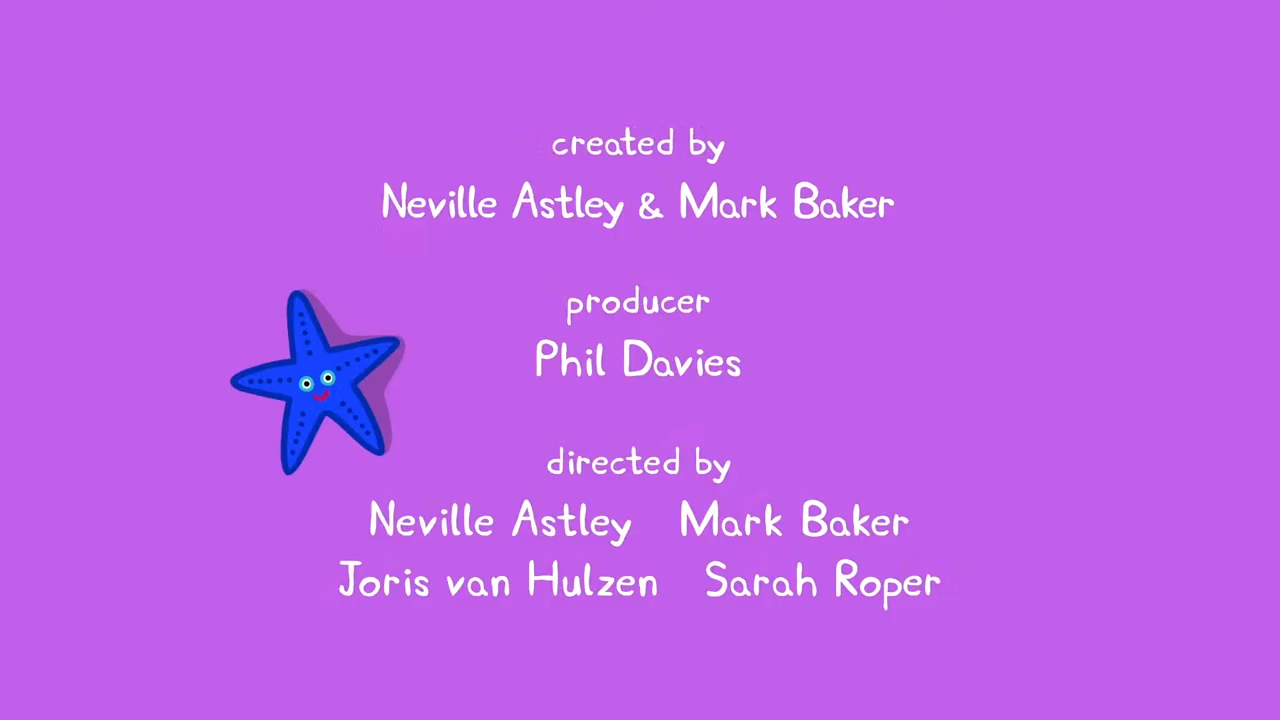 created by
Neville Astley & Mark Baker
producer
Phil Davies
directed by
Neville Astley Mark Baker
Joris van Hulzen Sarah Roper